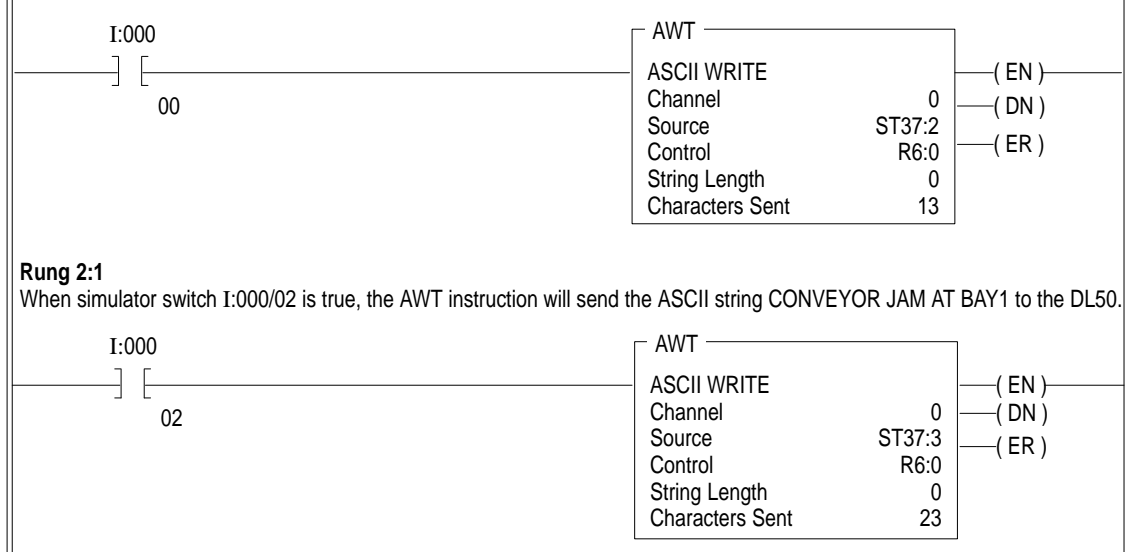 I:000
00
AWT
ASCII WRITE
Channel 0
Source ST37:2
Control R6:0
String Length 0
Characters Sent 13
( EN )
( DN )
( ER )
Rung 2:1
When simulator switch I:000/02 is true, the AWT instruction will send the ASCII string CONVEYOR JAM AT BAY1 to the DL50.
I:000
02
AWT
ASCII WRITE
Channel 0
Source ST37:3
Control R6:0
String Length 0
Characters Sent 23
( EN )
( DN )
( ER )